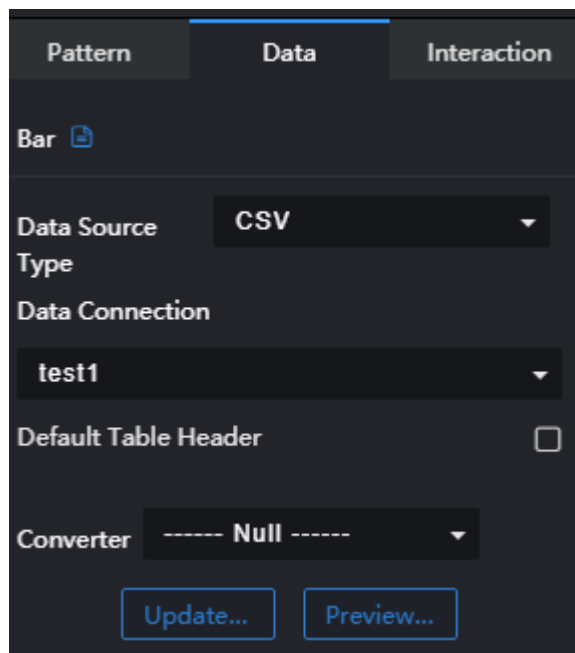 Pattern Data Interaction
Bar
Data Source CSV
Type
Data Connection
test1
Default Table Header
Converter ------ Null ------
Update... Preview...